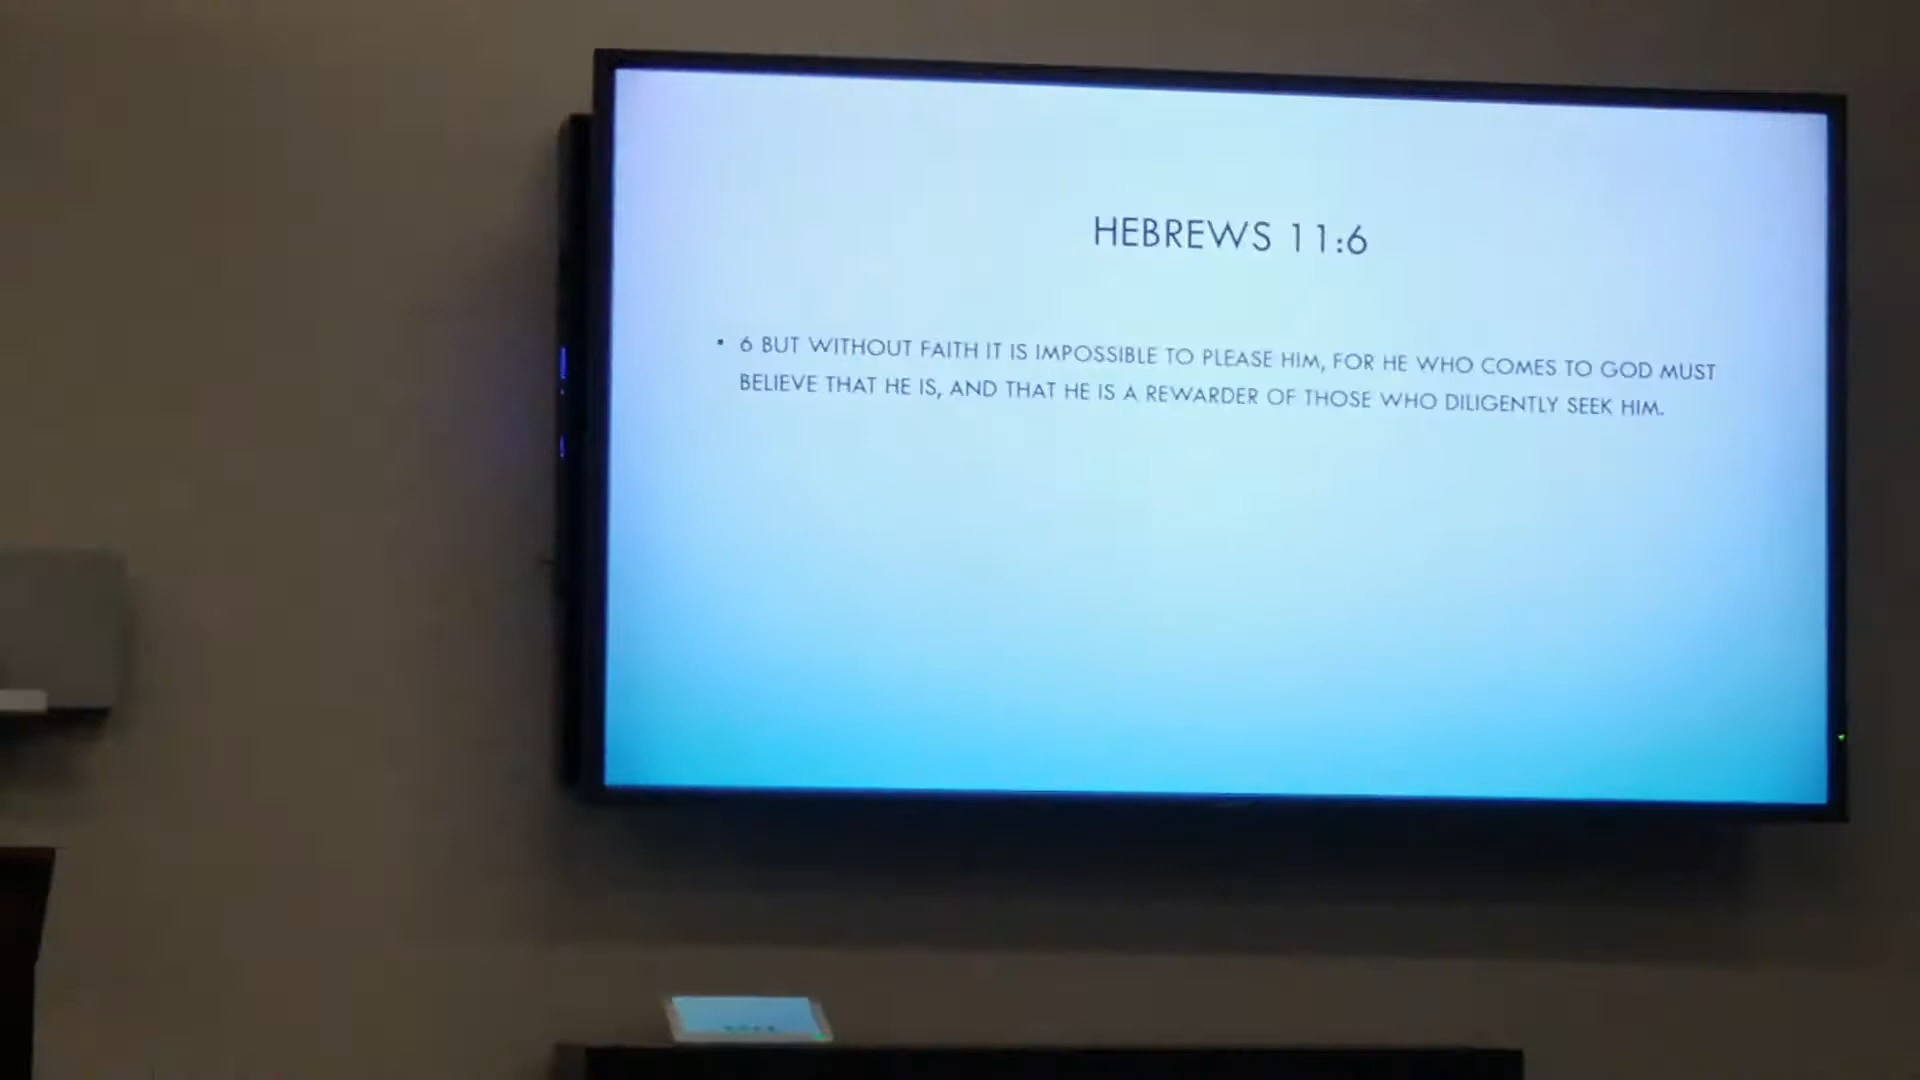 HEBREWS 11:6
• 6 BUT WITHOUT FAITH IT IS IMPOSSIBLE TO PLEASE HIM, FOR HE WHO COMES TO GOD MUST
BELIEVE THAT HE IS, AND THAT HE IS A REWARDER OF THOSE WHO DILIGENTLY SEEK HIM.